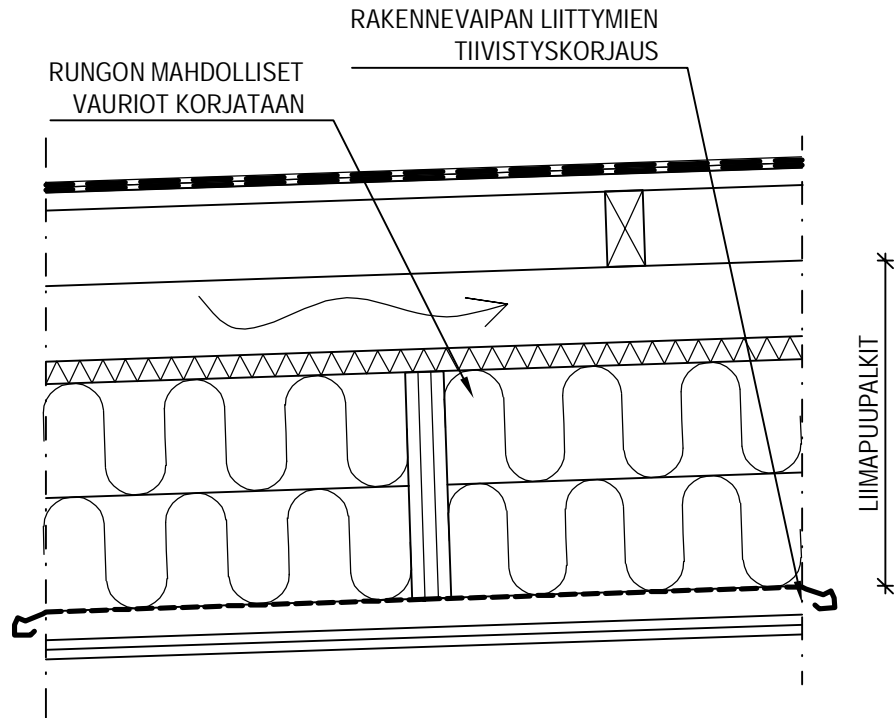 RAKENNEVAIPAN LIITTYMIEN
TIIVISTYSKORJAUS
RUNGON MAHDOLLISET
VAURIOT KORJATAAN
LIIMAPUUPALKIT